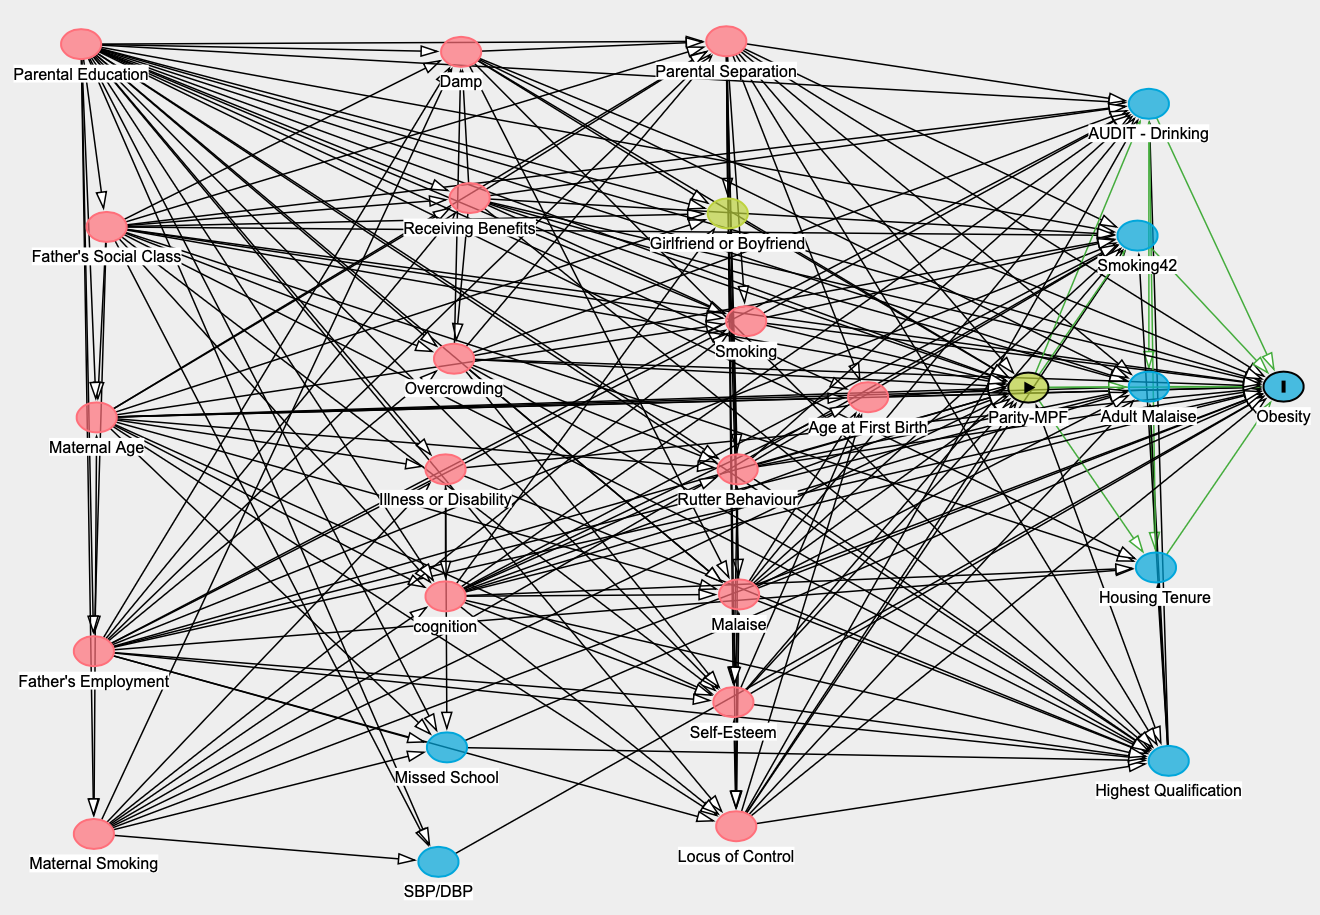 Parental Education
Damp
Parental Separation
AUDIT - Drinking
Father's Social Class
Receiving Benefits
Girlfriend or Boyfriend
Smoking42
Smoking
Overcrowding
Age at First Birth
Parity-MPF
Adult Malaise
Obesity
Maternal Age
Illness or Disability
Rutter Behaviour
cognition
Malaise
Housing Tenure
Father's Employment
Self-Esteem
Missed School
Highest Qualification
Maternal Smoking
Locus of Control
SBP/DBP